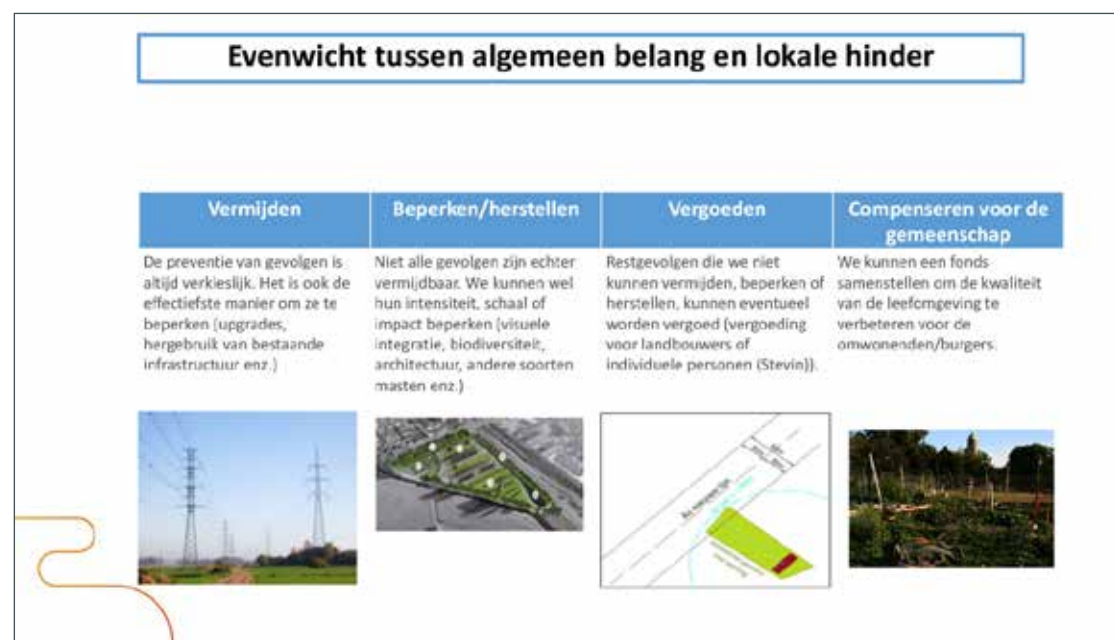 Evenwicht tussen algemeen belang en lokale hinder
Vermijden
De preventie van gevolgen is
altijd verkieslijk. Het is ook de
effectiefste manier om ze te
beperken (upgrades,
hergebruik van bestaande
infrastructuur enz.)
Beperken/herstellen
Niet alle gevolgen zijn echter
vermijdbaar. We kunnen wel
hun intensiteit, schaal of
impact beperken (visuele
integratie, biodiversiteit,
architectuur, andere soorten
masten enz.)
Vergoeden
Restgevolgen die we niet
kunnen vermijden, beperken of
herstellen, kunnen eventueel
worden vergoed (vergoeding
voor landbouwers of
individuele personen (Stevin)).
Compenseren voor de
gemeenschap
We kunnen een fonds
samenstellen om de kwaliteit
van de leefomgeving te
verbeteren voor de
omwonenden/burgers.